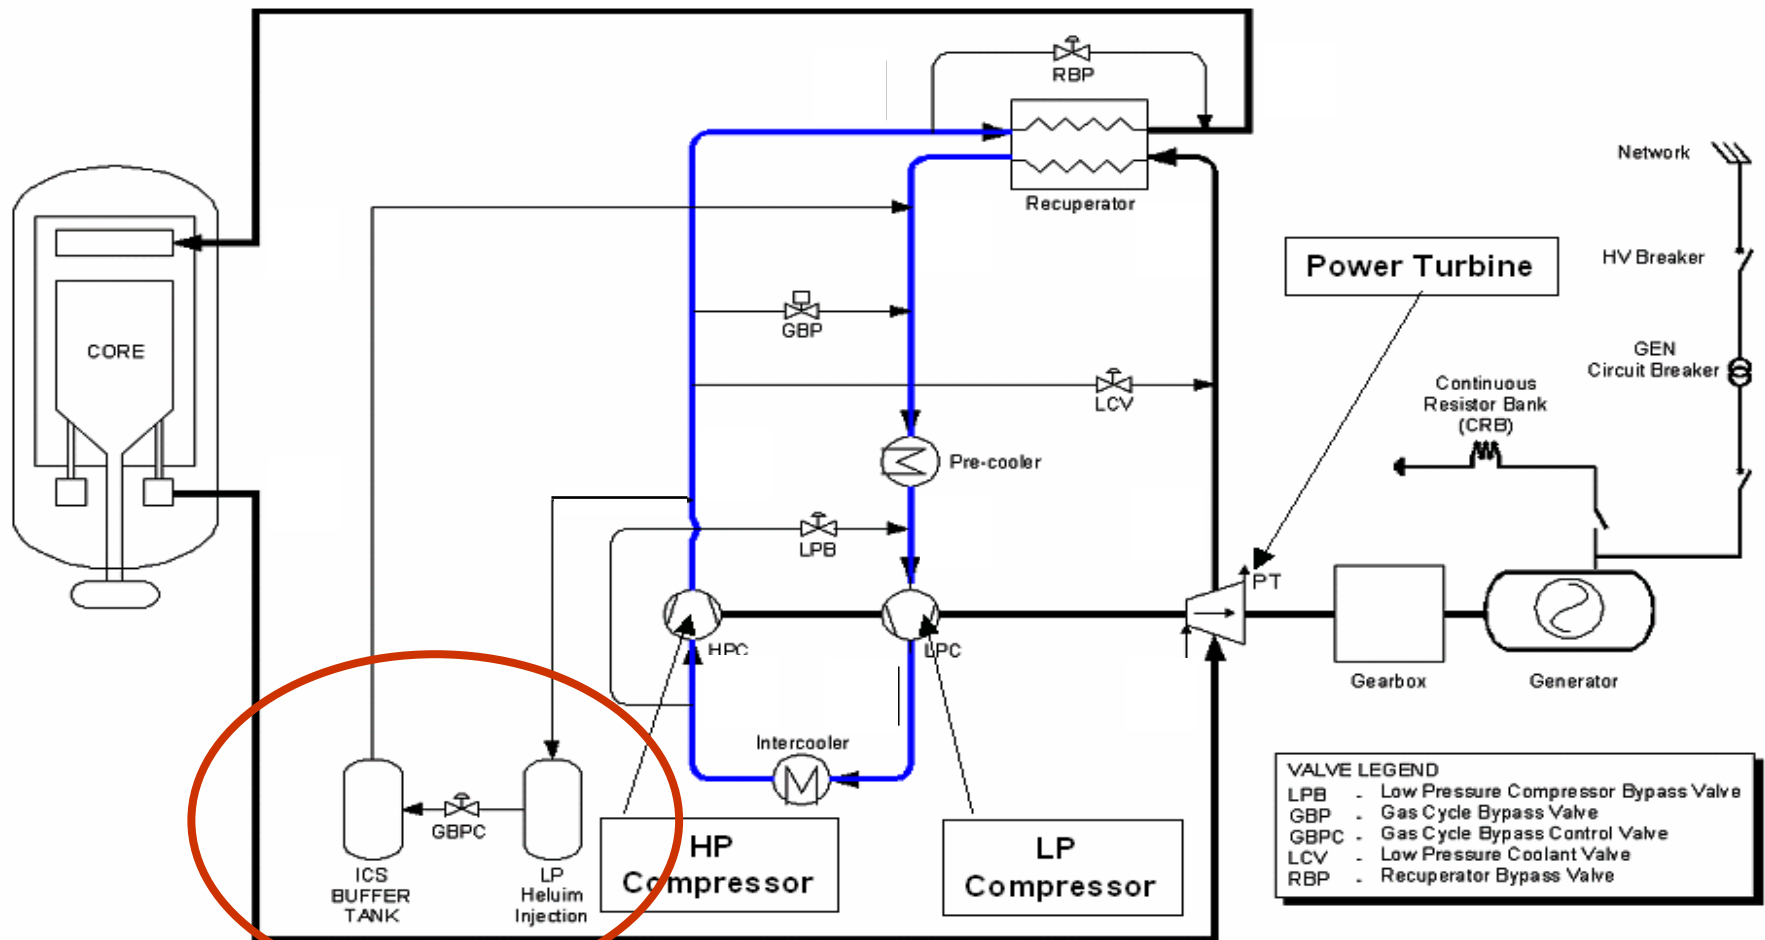 RBP
Recuperator
Network
HV Breaker
Power Turbine
GBP
CORE
GEN
Circuit Breaker
LCV
Continuous
Resistor Bank
(CRB)
Pre-cooler
LPB
PT
HPC
LPC
Gearbox
Generator
Intercooler
GBPC
ICS
BUFFER
TANK
LP
Heluim
Injection
HP
Compressor
LP
Compressor
VALVE LEGEND
LPB - Low Pressure Compressor Bypass Valve
GBP - Gas Cycle Bypass Valve
GBPC - Gas Cycle Bypass Control Valve
LCV - Low Pressure Coolant Valve
RBP - Recuperator Bypass Valve